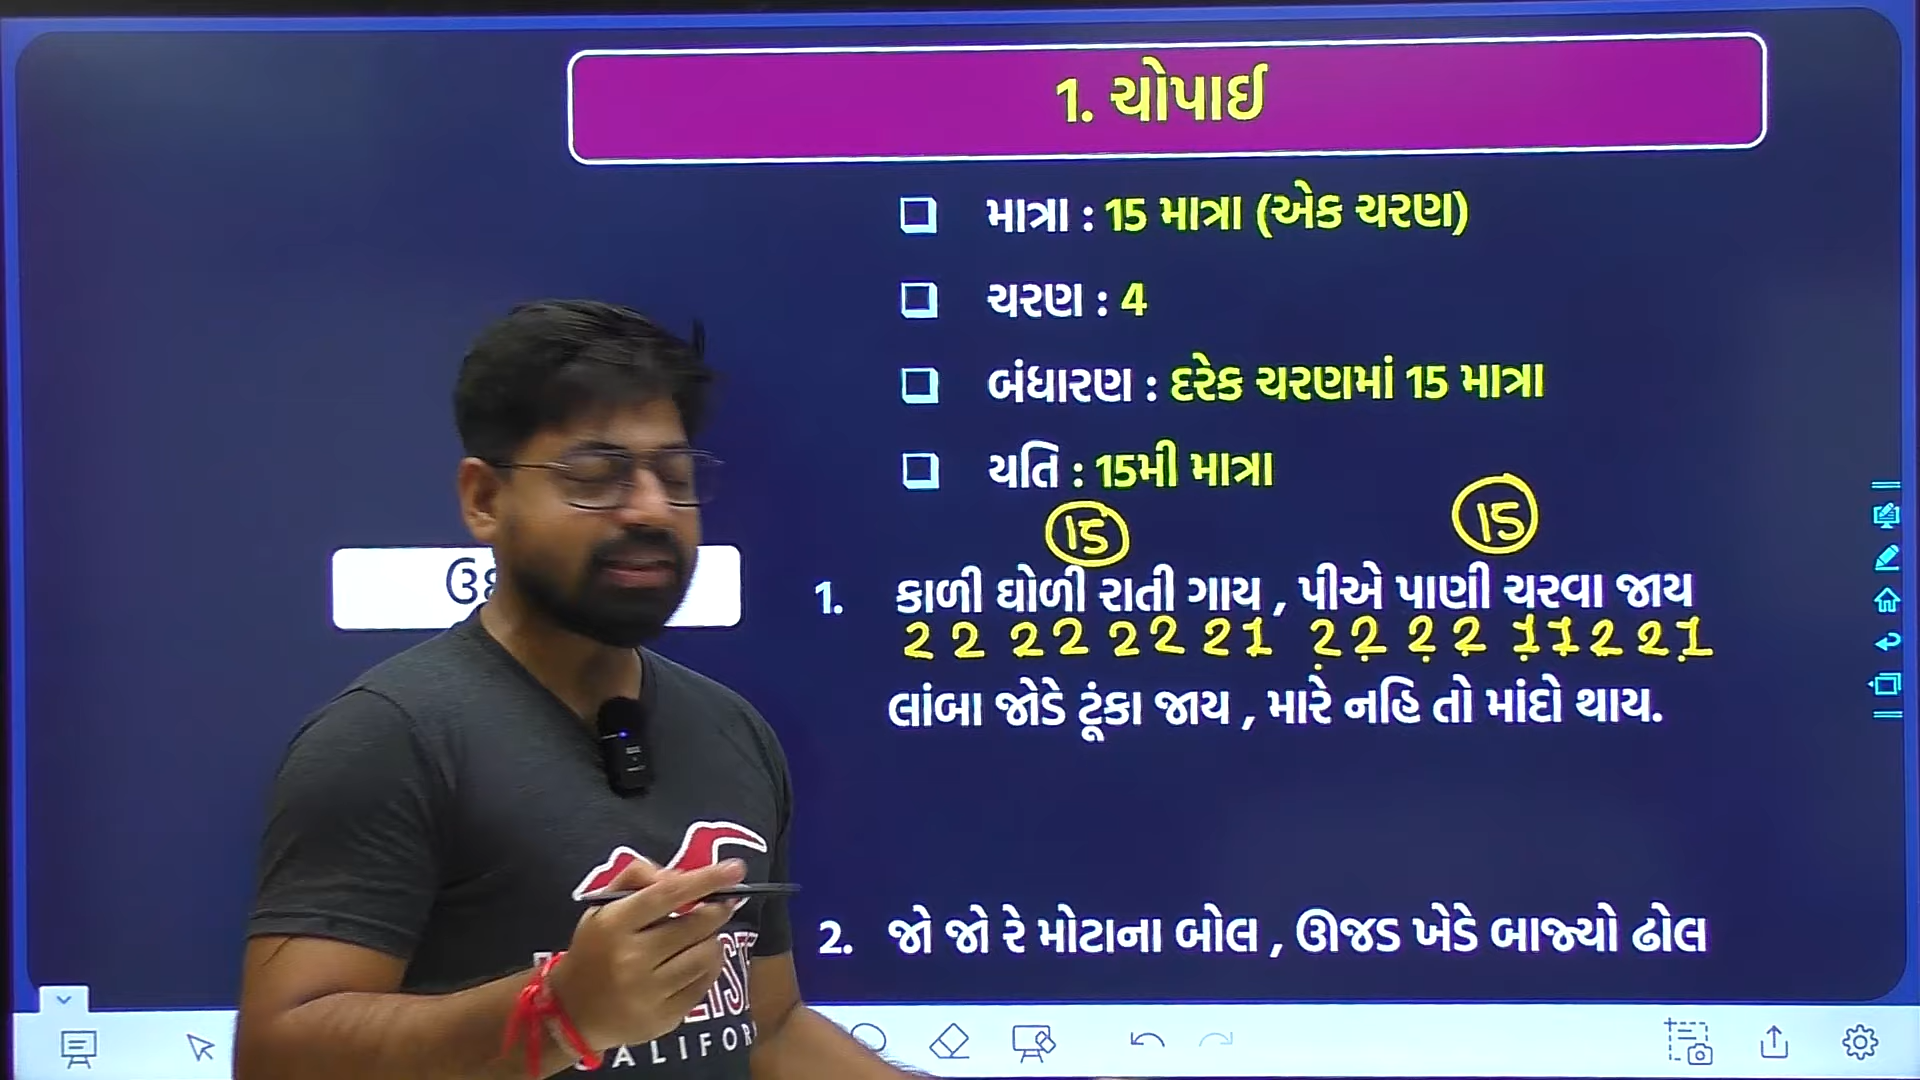 1. ચોપાઈ
માત્રા : 15 માત્રા (એક ચરણ)
ચરણ : 4
બંધારણ : દરેક ચરણમાં 15 માત્રા
યતિ : 15મી માત્રા
15 15
1. કાળી ધોળી રાતી ગાય , પીએ પાણી ચરવા જાય
2 2 2 2 2 2 2 1 2 2 2 2 1 1 2 2 1
લાંબા જોડે ટૂંકા જાય , મારે નહિ તો માંદો થાય.
2. જો જો રે મોટાના બોલ , ઊજડ ખેડે બાજ્યો ઢોલ
CALIFOR